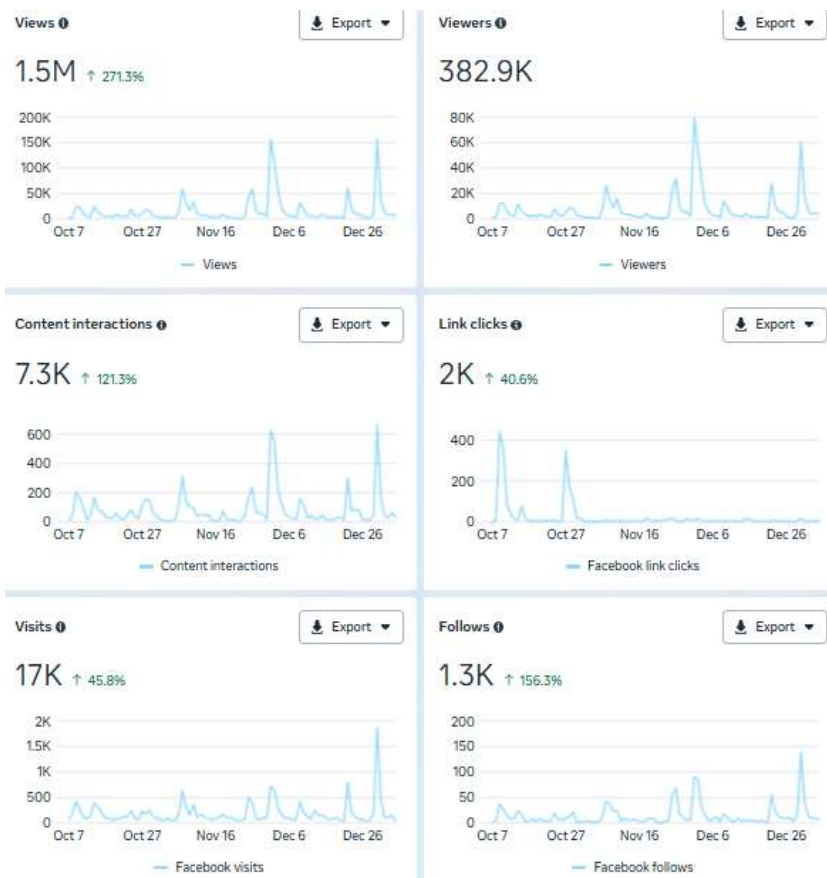 Views
Export
1.5M ↑ 271.3%
200K
150K
100K
50K
0
Oct 7 Oct 27 Nov 16 Dec 6 Dec 26
Views
Viewers
Export
382.9K
80K
60K
40K
20K
0
Oct 7 Oct 27 Nov 16 Dec 6 Dec 26
Viewers
Content interactions
Export
7.3K ↑ 121.3%
600
400
200
0
Oct 7 Oct 27 Nov 16 Dec 6 Dec 26
Content interactions
Link clicks
Export
2K ↑ 40.6%
400
200
0
Oct 7 Oct 27 Nov 16 Dec 6 Dec 26
Facebook link clicks
Visits
Export
17K ↑ 45.8%
2K
1.5K
1K
500
0
Oct 7 Oct 27 Nov 16 Dec 6 Dec 26
Facebook visits
Follows
Export
1.3K ↑ 156.3%
200
150
100
50
0
Oct 7 Oct 27 Nov 16 Dec 6 Dec 26
Facebook follows